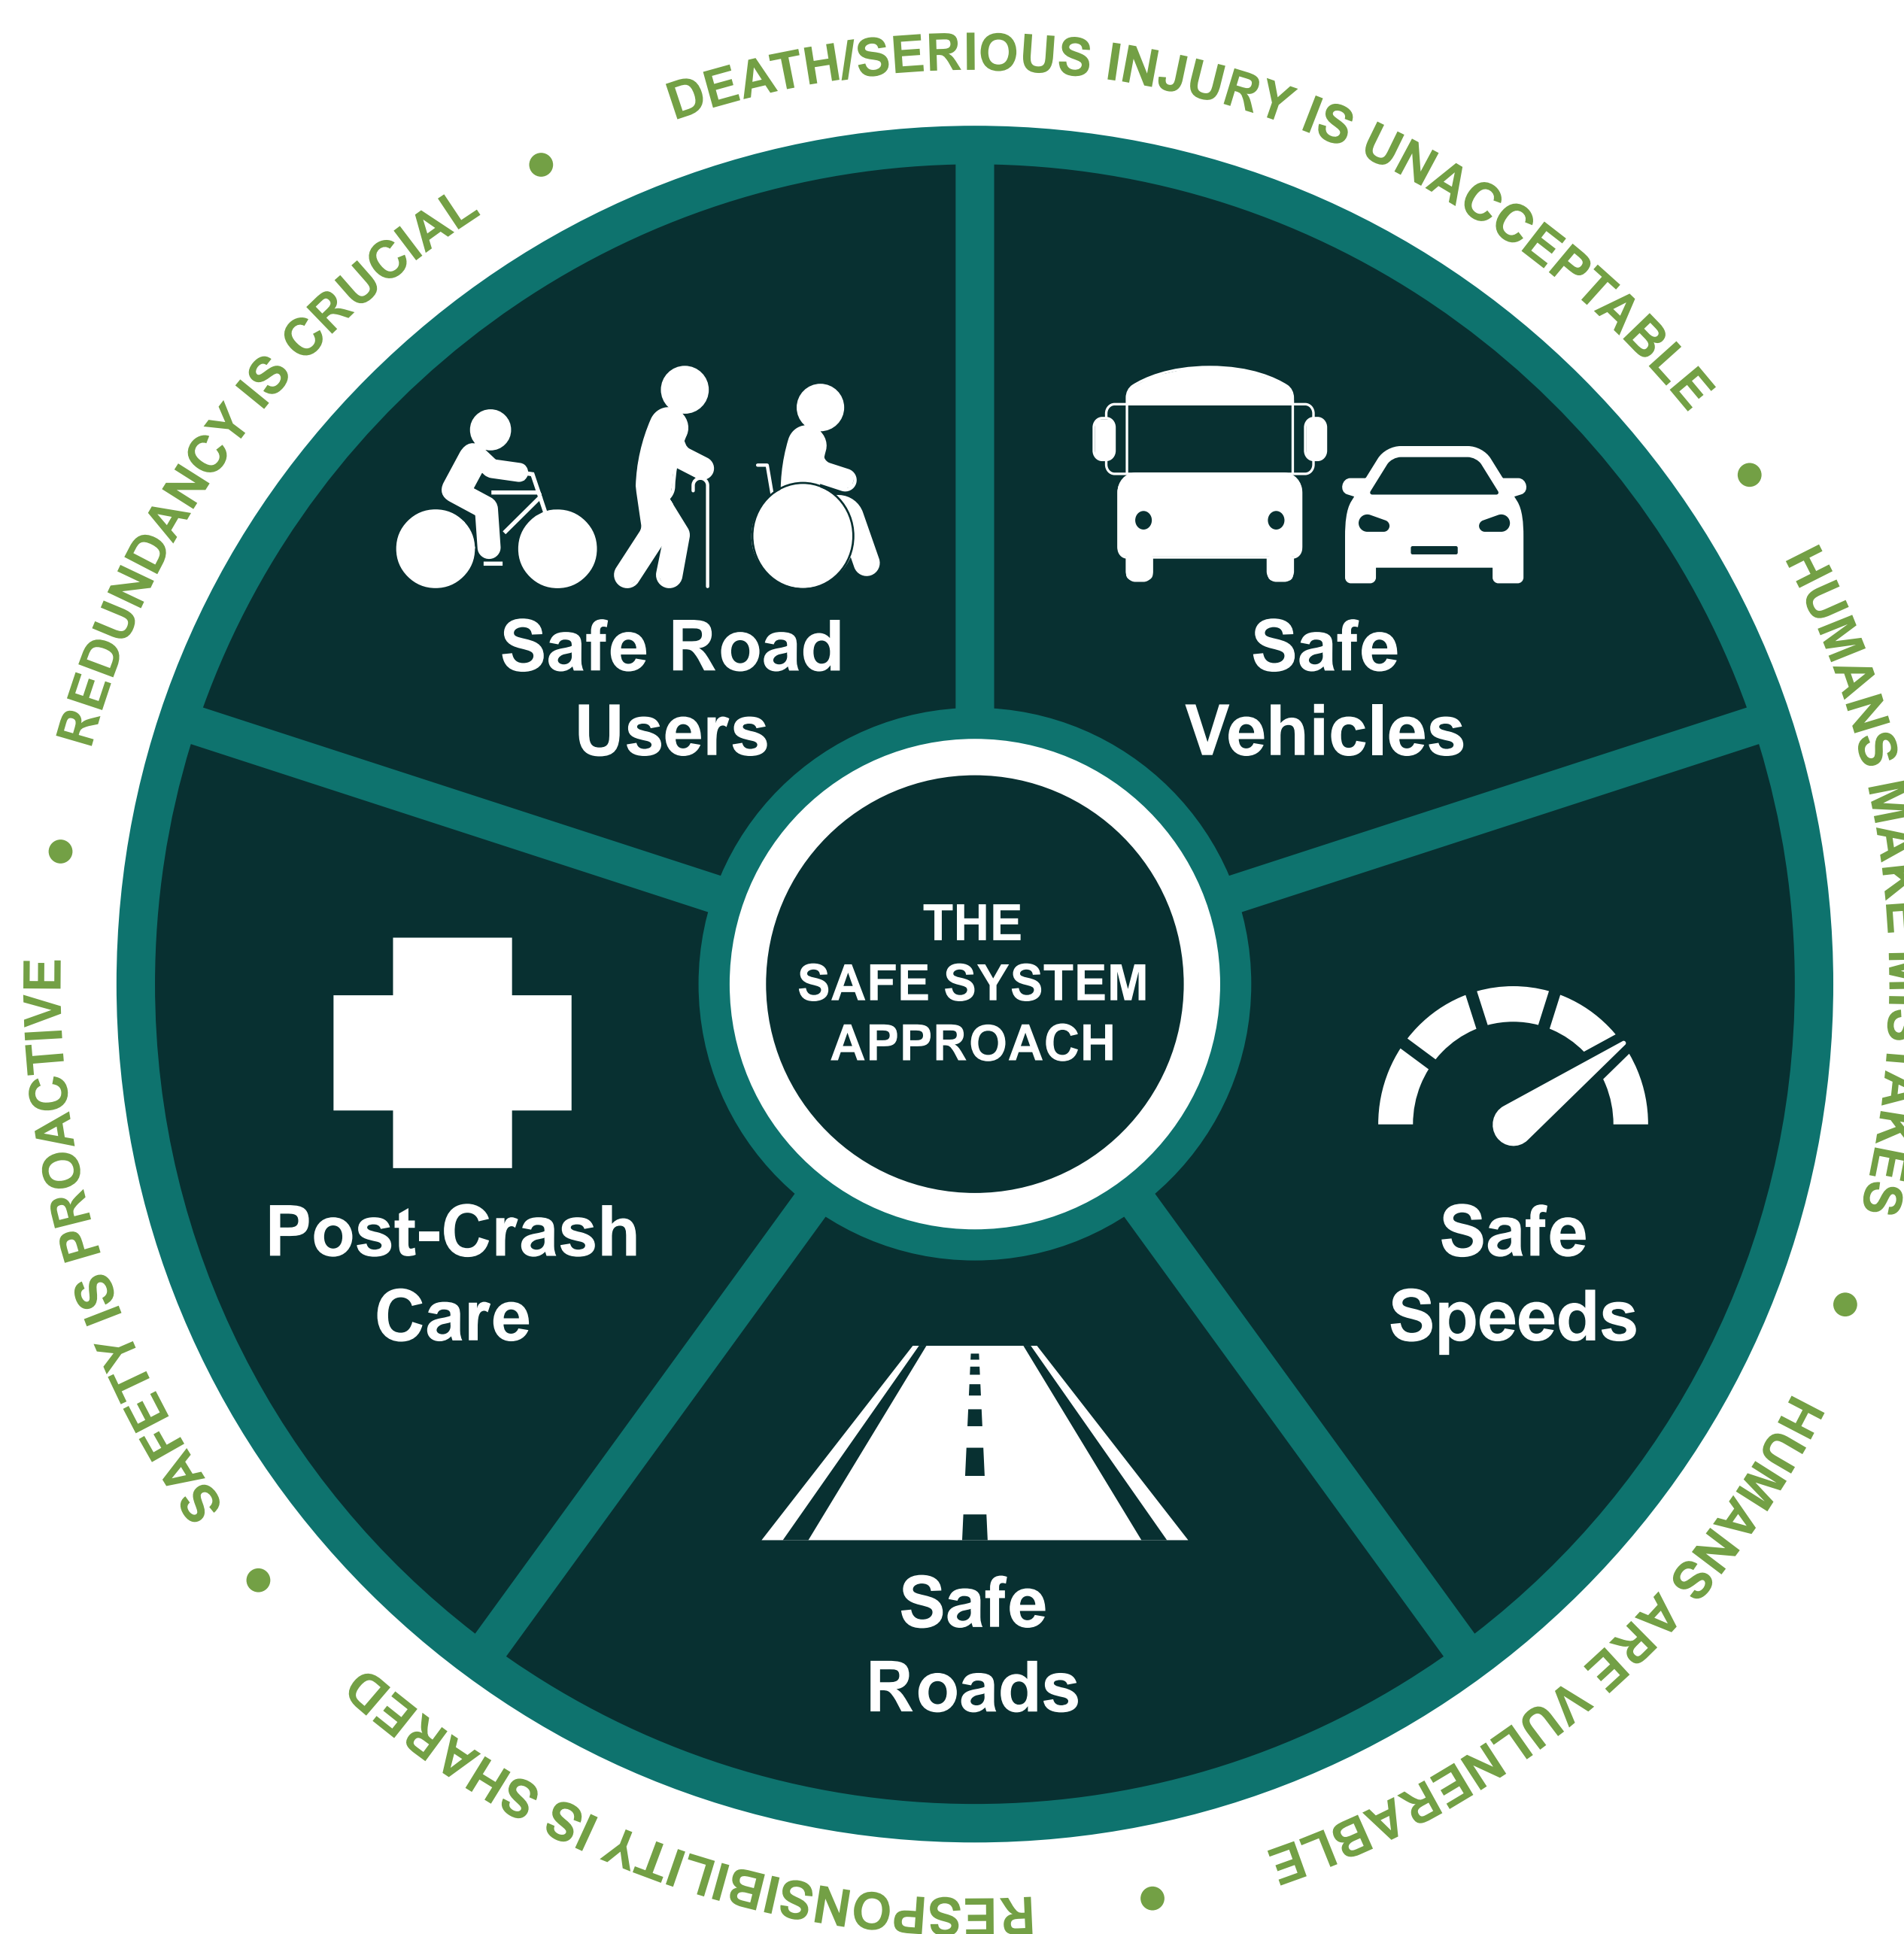 DEATH/SERIOUS INJURY IS UNACCEPTABLE
HUMANS MAKE MISTAKES
HUMANS ARE VULNERABLE
RESPONSIBILITY IS SHARED
SAFETY IS PROACTIVE
REDUNDANCY IS CRUCIAL
Safe Road
Users
Safe
Vehicles
THE
SAFE SYSTEM
APPROACH
Post-Crash
Care
Safe
Speeds
Safe
Roads